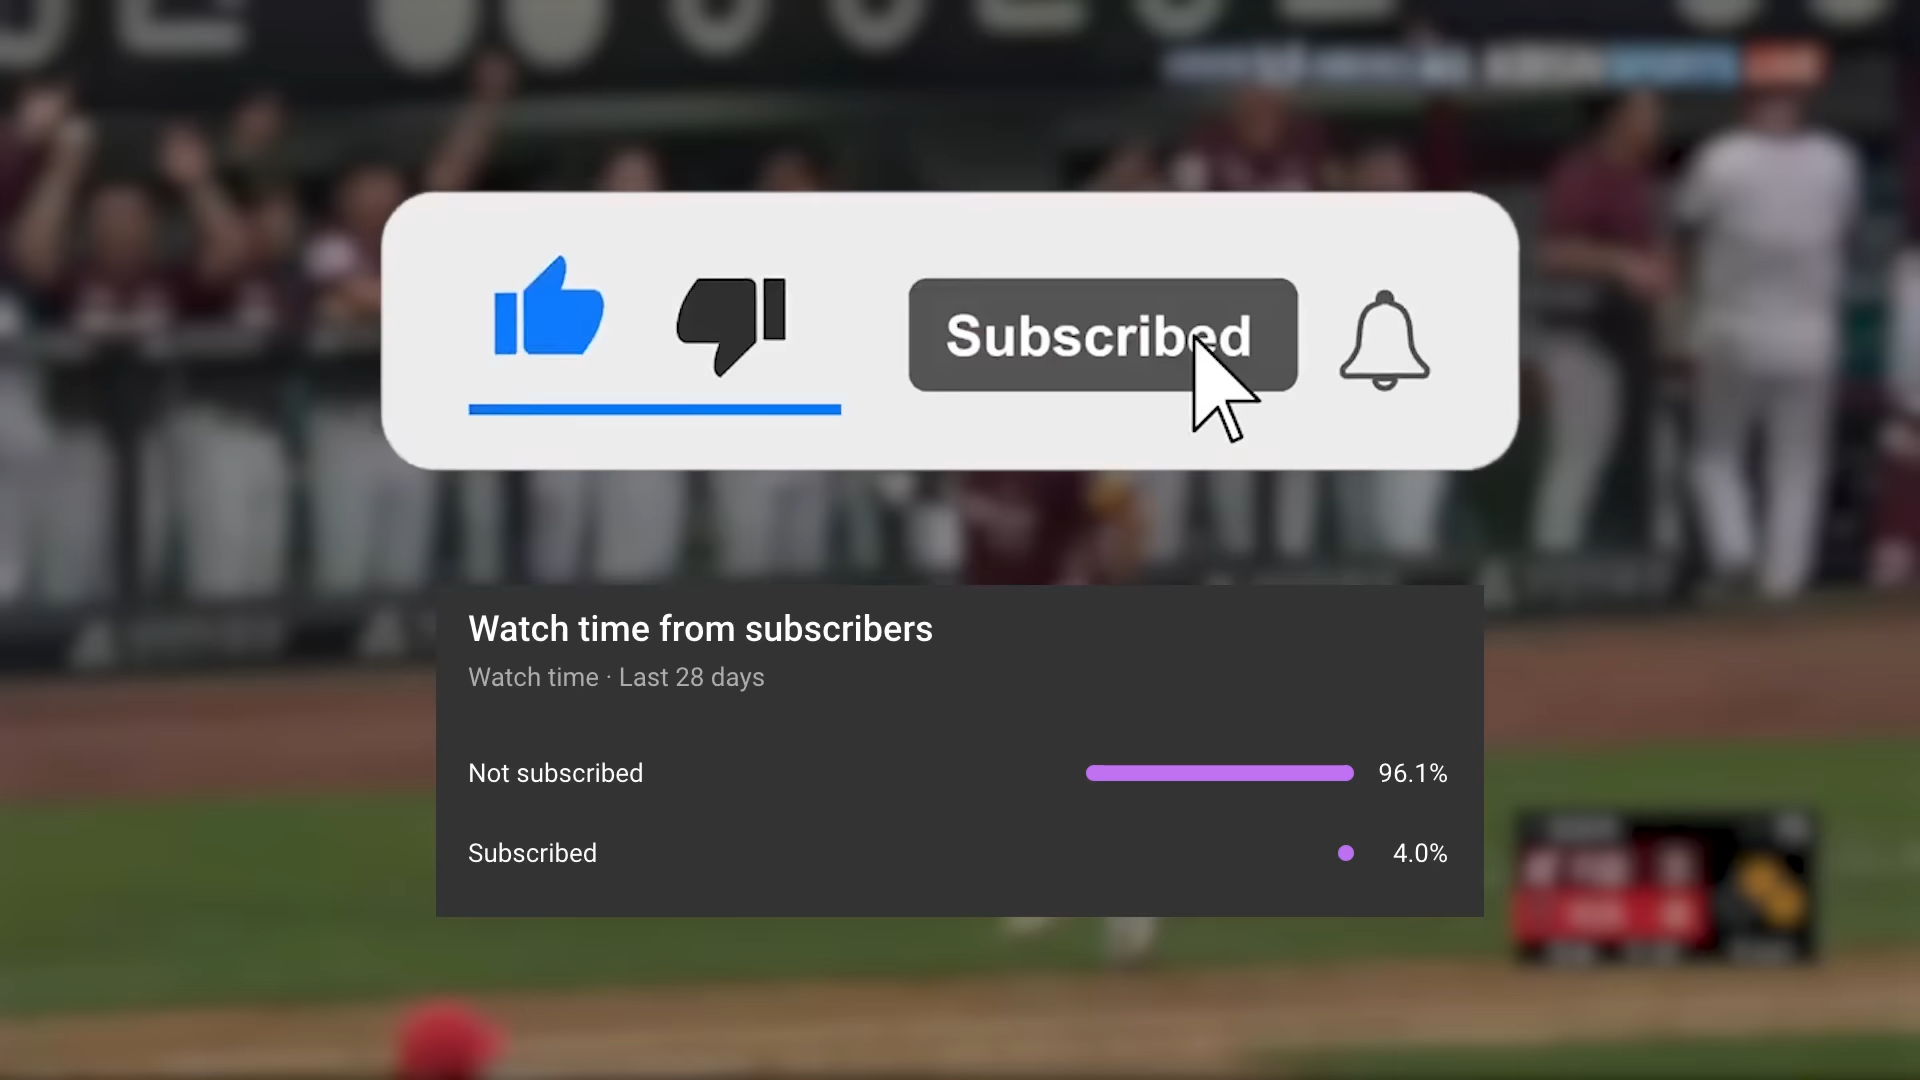 Subscribed
Watch time from subscribers
Watch time · Last 28 days
Not subscribed 96.1%
Subscribed 4.0%